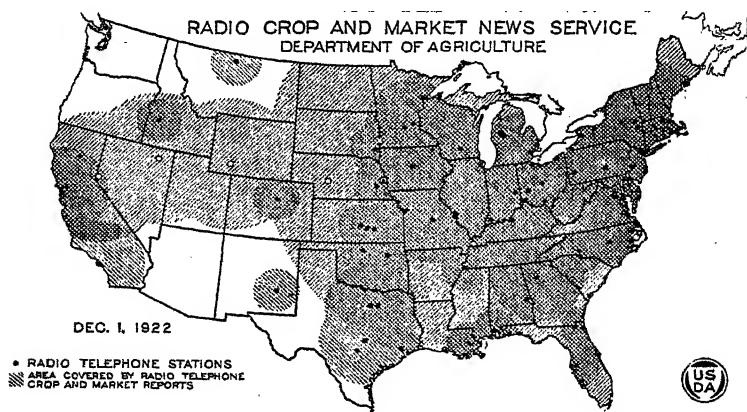 RADIO CROP AND MARKET NEWS SERVICE
DEPARTMENT OF AGRICULTURE
DEC. 1, 1922
• RADIO TELEPHONE STATIONS
AREA COVERED BY RADIO TELEPHONE
CROP AND MARKET REPORTS
US
DA